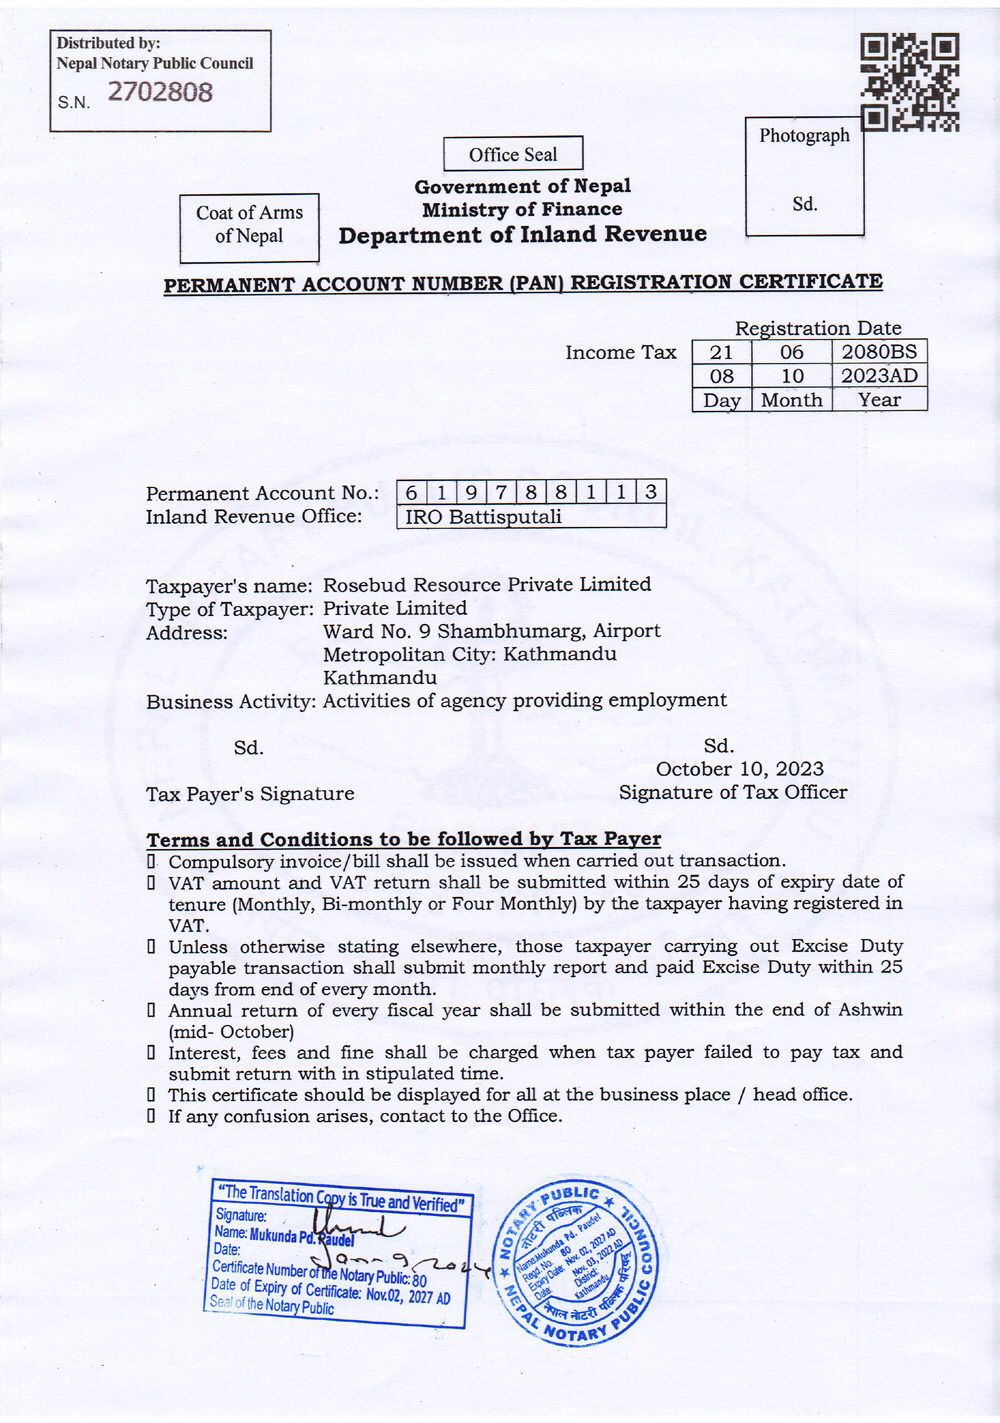 Distributed by:
Nepal Notary Public Council
S.N. 2702808
Photograph
Sd.
Office Seal
Coat of Arms
of Nepal
Government of Nepal
Ministry of Finance
Department of Inland Revenue
PERMANENT ACCOUNT NUMBER (PAN) REGISTRATION CERTIFICATE
Registration Date
Income Tax 21 06 2080BS
08 10 2023AD
Day Month Year
Permanent Account No.: 6 1 9 7 8 8 1 1 3
Inland Revenue Office: IRO Battisputali
Taxpayer's name: Rosebud Resource Private Limited
Type of Taxpayer: Private Limited
Address: Ward No. 9 Shambhumarg, Airport
Metropolitan City: Kathmandu
Kathmandu
Business Activity: Activities of agency providing employment
Sd. Sd.
October 10, 2023
Tax Payer's Signature Signature of Tax Officer
Terms and Conditions to be followed by Tax Payer
Compulsory invoice/bill shall be issued when carried out transaction.
VAT amount and VAT return shall be submitted within 25 days of expiry date of
tenure (Monthly, Bi-monthly or Four Monthly) by the taxpayer having registered in
VAT.
Unless otherwise stating elsewhere, those taxpayer carrying out Excise Duty
payable transaction shall submit monthly report and paid Excise Duty within 25
days from end of every month.
Annual return of every fiscal year shall be submitted within the end of Ashwin
(mid- October)
Interest, fees and fine shall be charged when tax payer failed to pay tax and
submit return with in stipulated time.
This certificate should be displayed for all at the business place / head office.
If any confusion arises, contact to the Office.
"The Translation Copy is True and Verified"
Signature:
Name: Mukunda Pd. Paudel
Date: Jan - 9, 2024
Certificate Number of the Notary Public: 80
Date of Expiry of Certificate: Nov.02, 2027 AD
Seal of the Notary Public
★ NOTARY PUBLIC ★
नोटरी पब्लिक
Name: Mukunda Pd. Paudel
Regd. No. 80
Expiry Date: Nov. 02, 2027 AD
Date: Nov. 03, 2022 AD
District: Kathmandu
नेपाल नोटरी पब्लिक परिषद
NEPAL NOTARY PUBLIC COUNCIL